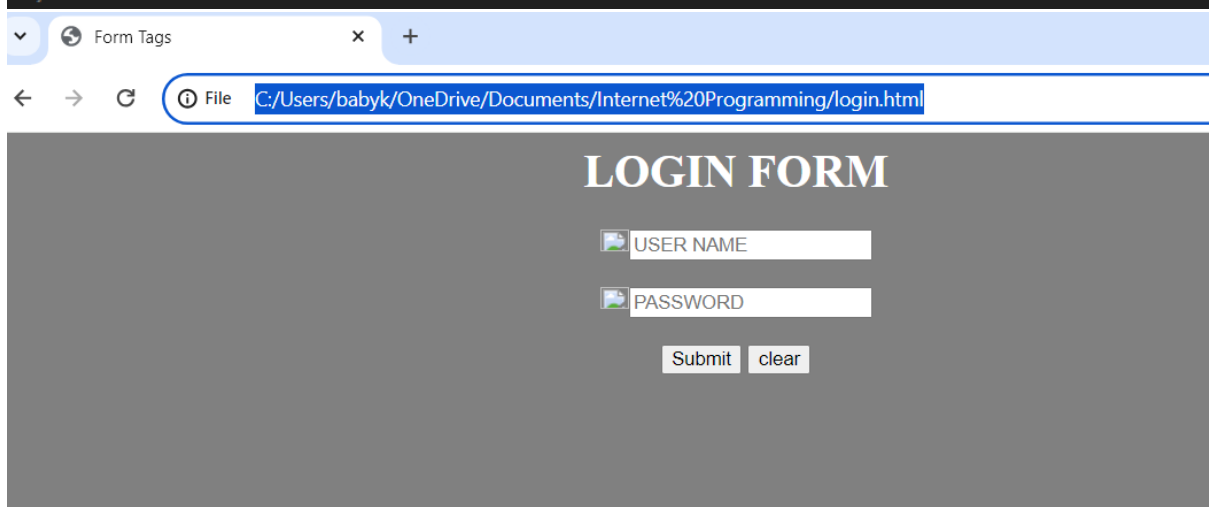 Form Tags
File C:/Users/babyk/OneDrive/Documents/Internet%20Programming/login.html
LOGIN FORM
USER NAME
PASSWORD
Submit clear